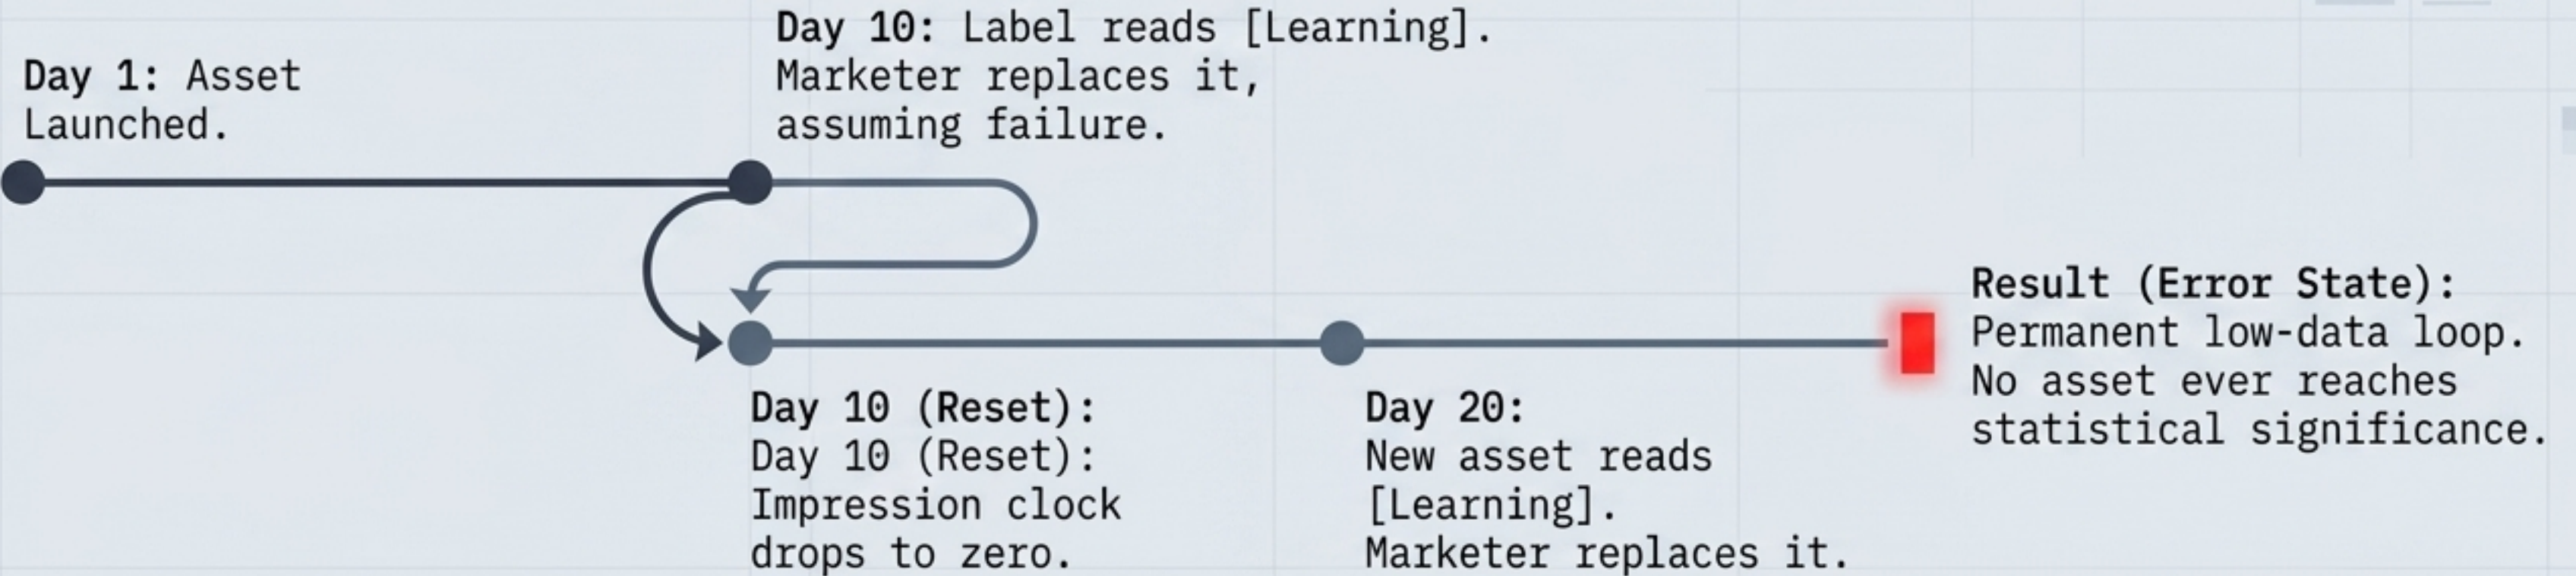 Day 1: Asset
Launched.
Day 10: Label reads [Learning].
Marketer replaces it,
assuming failure.
Day 10 (Reset):
Day 10 (Reset):
Impression clock
drops to zero.
Day 20:
New asset reads
[Learning].
Marketer replaces it.
Result (Error State):
Permanent low-data loop.
No asset ever reaches
statistical significance.